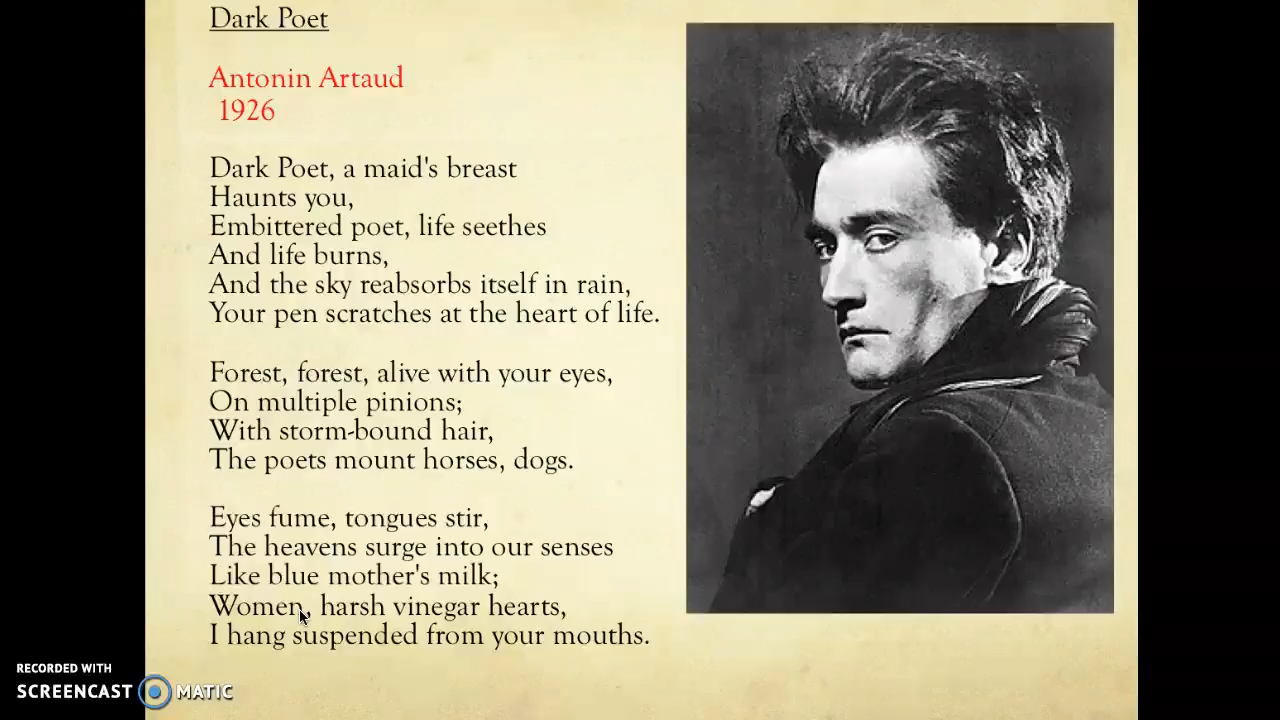 Dark Poet
Antonin Artaud
1926
Dark Poet, a maid's breast
Haunts you,
Embittered poet, life seethes
And life burns,
And the sky reabsorbs itself in rain,
Your pen scratches at the heart of life.
Forest, forest, alive with your eyes,
On multiple pinions;
With storm-bound hair,
The poets mount horses, dogs.
Eyes fume, tongues stir,
The heavens surge into our senses
Like blue mother's milk;
Women, harsh vinegar hearts,
I hang suspended from your mouths.
RECORDED WITH
SCREENCAST MATIC